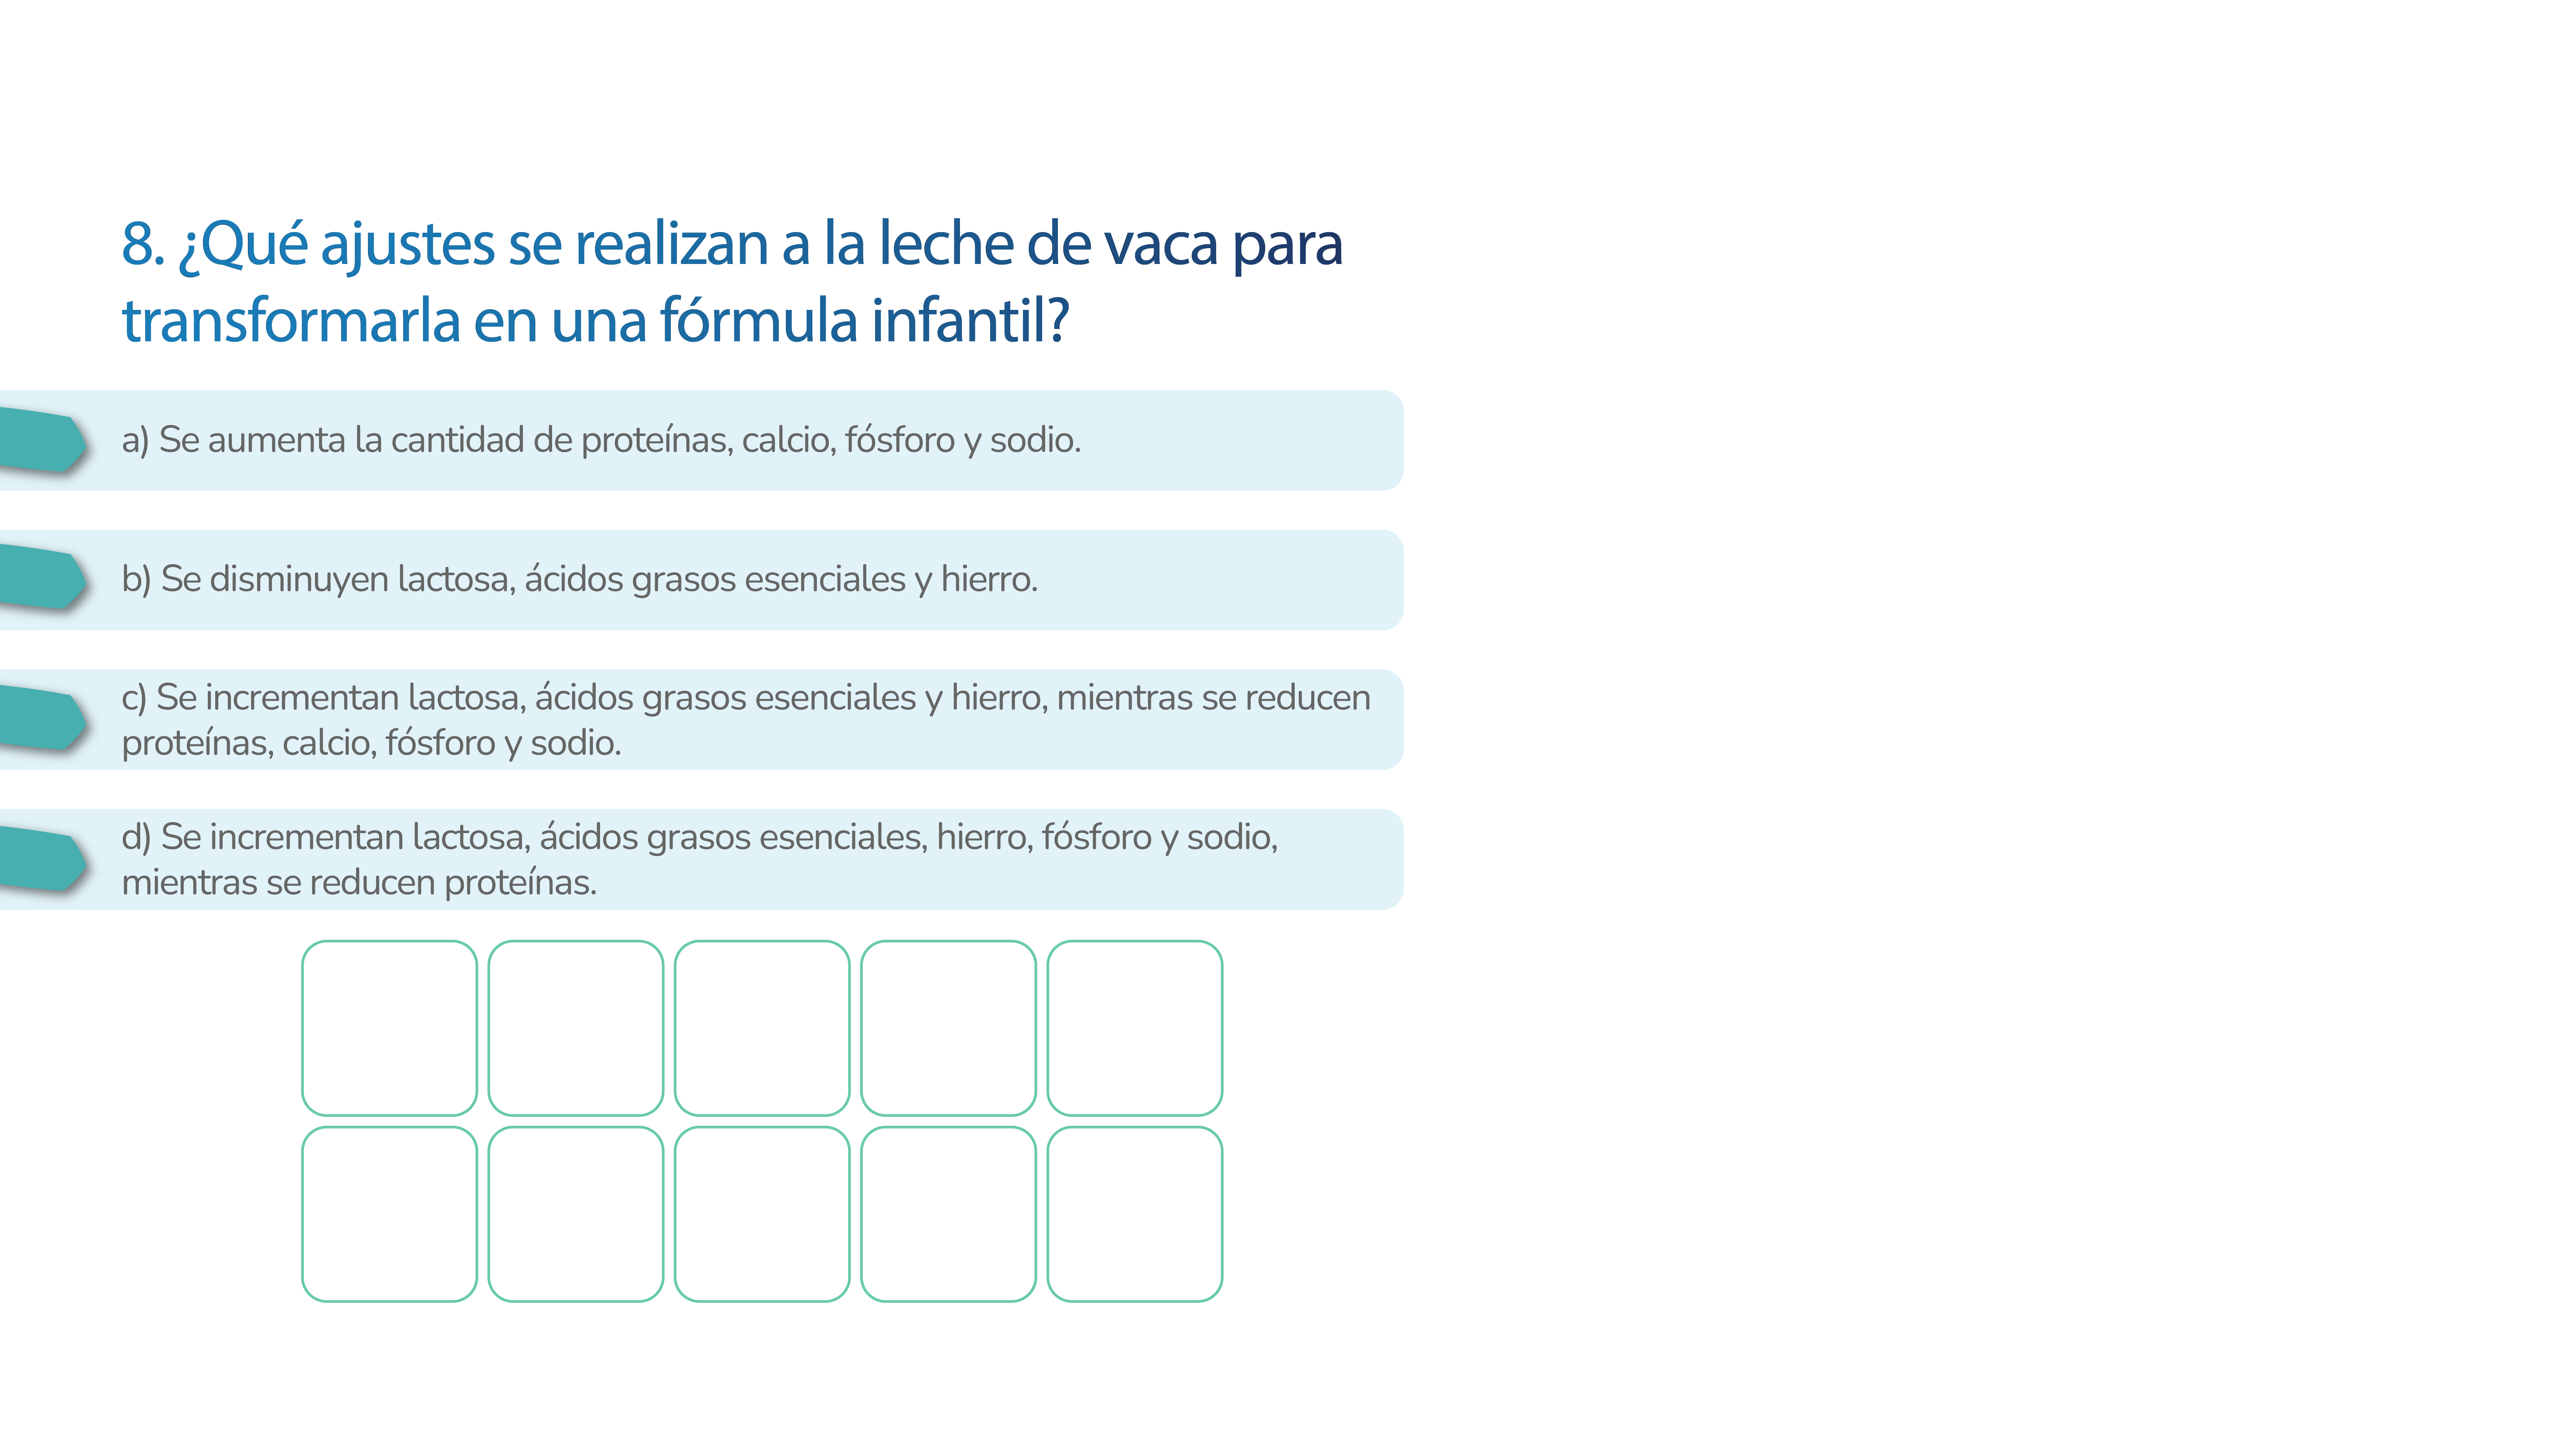 8. ¿Qué ajustes se realizan a la leche de vaca para
transformarla en una fórmula infantil?
a) Se aumenta la cantidad de proteínas, calcio, fósforo y sodio.
b) Se disminuyen lactosa, ácidos grasos esenciales y hierro.
c) Se incrementan lactosa, ácidos grasos esenciales y hierro, mientras se reducen
proteínas, calcio, fósforo y sodio.
d) Se incrementan lactosa, ácidos grasos esenciales, hierro, fósforo y sodio,
mientras se reducen proteínas.